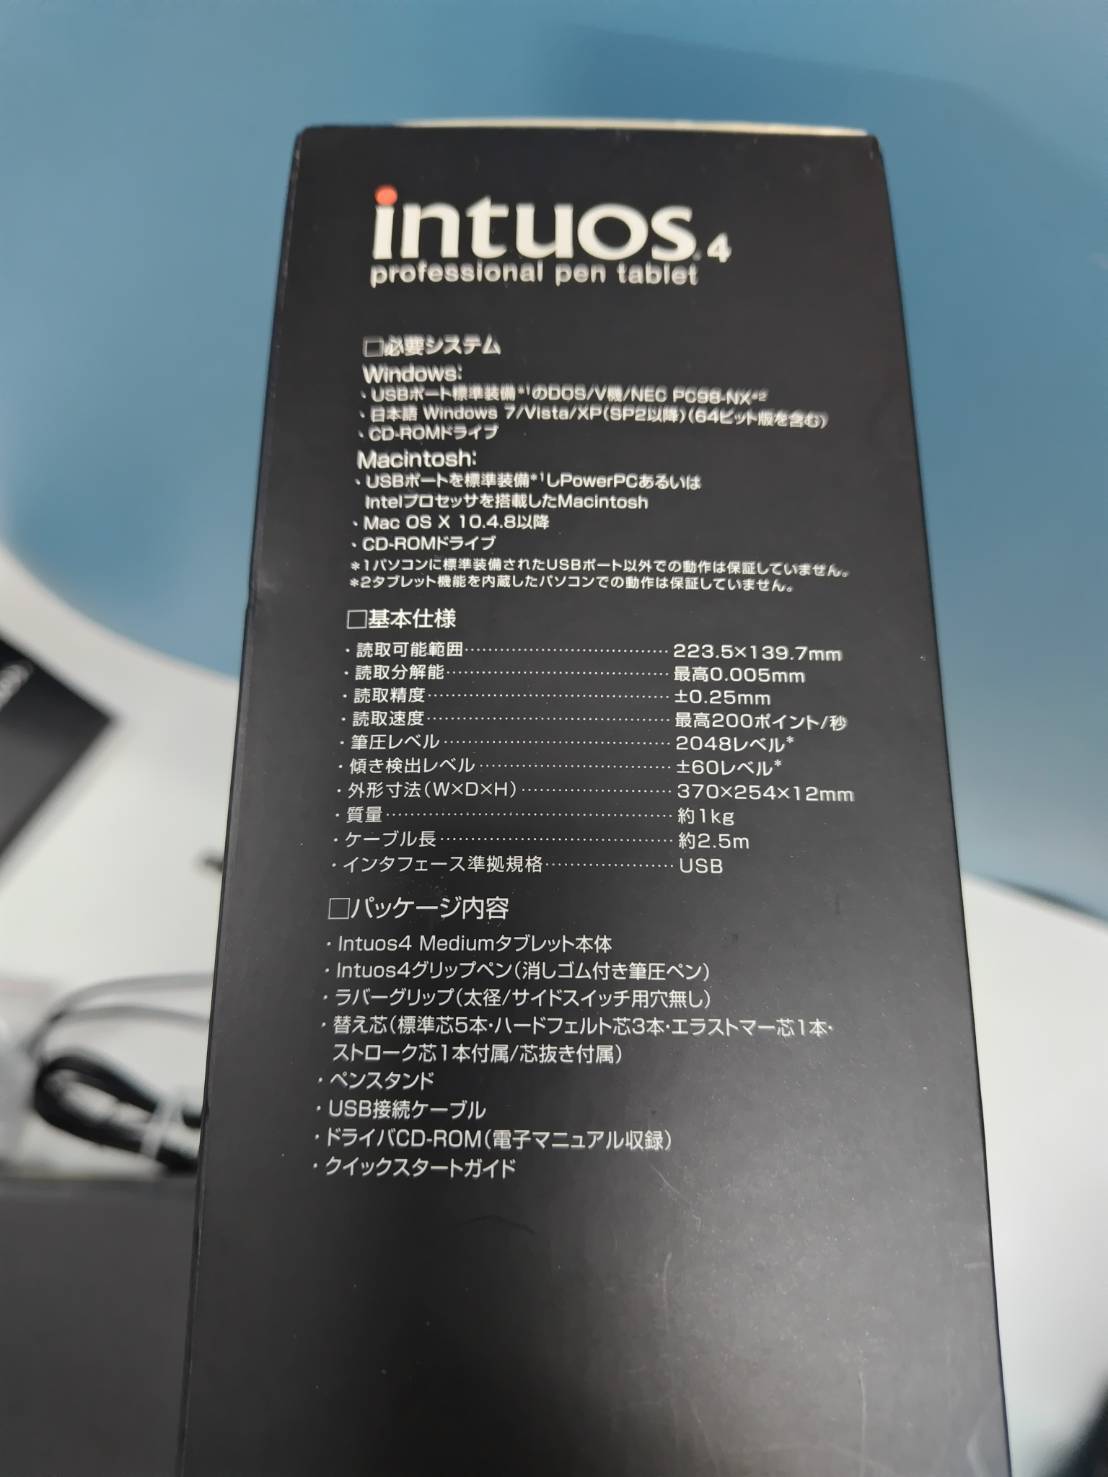 intuos®4
professional pen tablet
□必要システム
Windows:
・USBポート標準装備*1のDOS/V機/NEC PC98-NX*2
・日本語 Windows 7/Vista/XP(SP2以降)(64ビット版を含む)
・CD-ROMドライブ
Macintosh:
・USBポートを標準装備*1しPowerPCあるいは
Intelプロセッサを搭載したMacintosh
・Mac OS X 10.4.8以降
・CD-ROMドライブ
*1パソコンに標準装備されたUSBポート以外での動作は保証していません。
*2タブレット機能を内蔵したパソコンでの動作は保証していません。
□基本仕様
・読取可能範囲………………………………223.5×139.7mm
・読取分解能…………………………………最高0.005mm
・読取精度……………………………………±0.25mm
・読取速度……………………………………最高200ポイント/秒
・筆圧レベル…………………………………2048レベル*
・傾き検出レベル……………………………±60レベル*
・外形寸法(W×D×H)………………………370×254×12mm
・質量…………………………………………約1kg
・ケーブル長…………………………………約2.5m
・インタフェース準拠規格…………………USB
□パッケージ内容
・Intuos4 Mediumタブレット本体
・Intuos4グリップペン(消しゴム付き筆圧ペン)
・ラバーグリップ(太径/サイドスイッチ用穴無し)
・替え芯(標準芯5本・ハードフェルト芯3本・エラストマー芯1本・
ストローク芯1本付属/芯抜き付属)
・ペンスタンド
・USB接続ケーブル
・ドライバCD-ROM(電子マニュアル収録)
・クイックスタートガイド